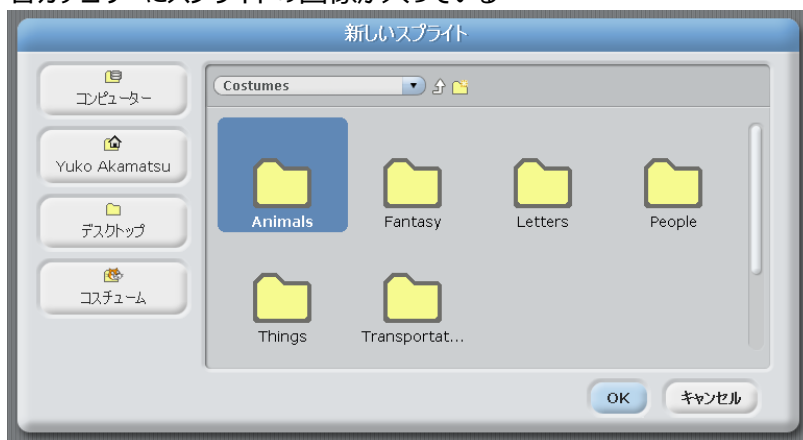 新しいスプライト
コンピューター
Yuko Akamatsu
デスクトップ
コスチューム
Costumes
Animals
Fantasy
Letters
People
Things
Transportat...
OK
キャンセル